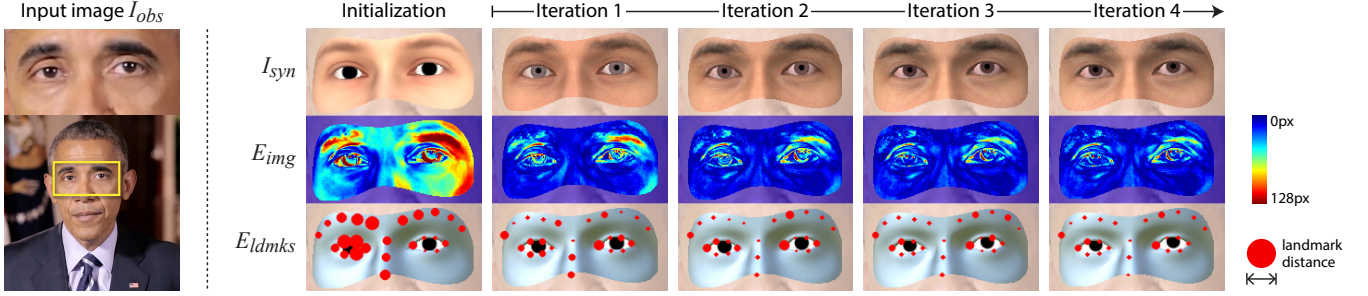 Input image I_obs
Initialization
Iteration 1
Iteration 2
Iteration 3
Iteration 4
I_syn
E_img
E_ldmks
0px
128px
landmark
distance